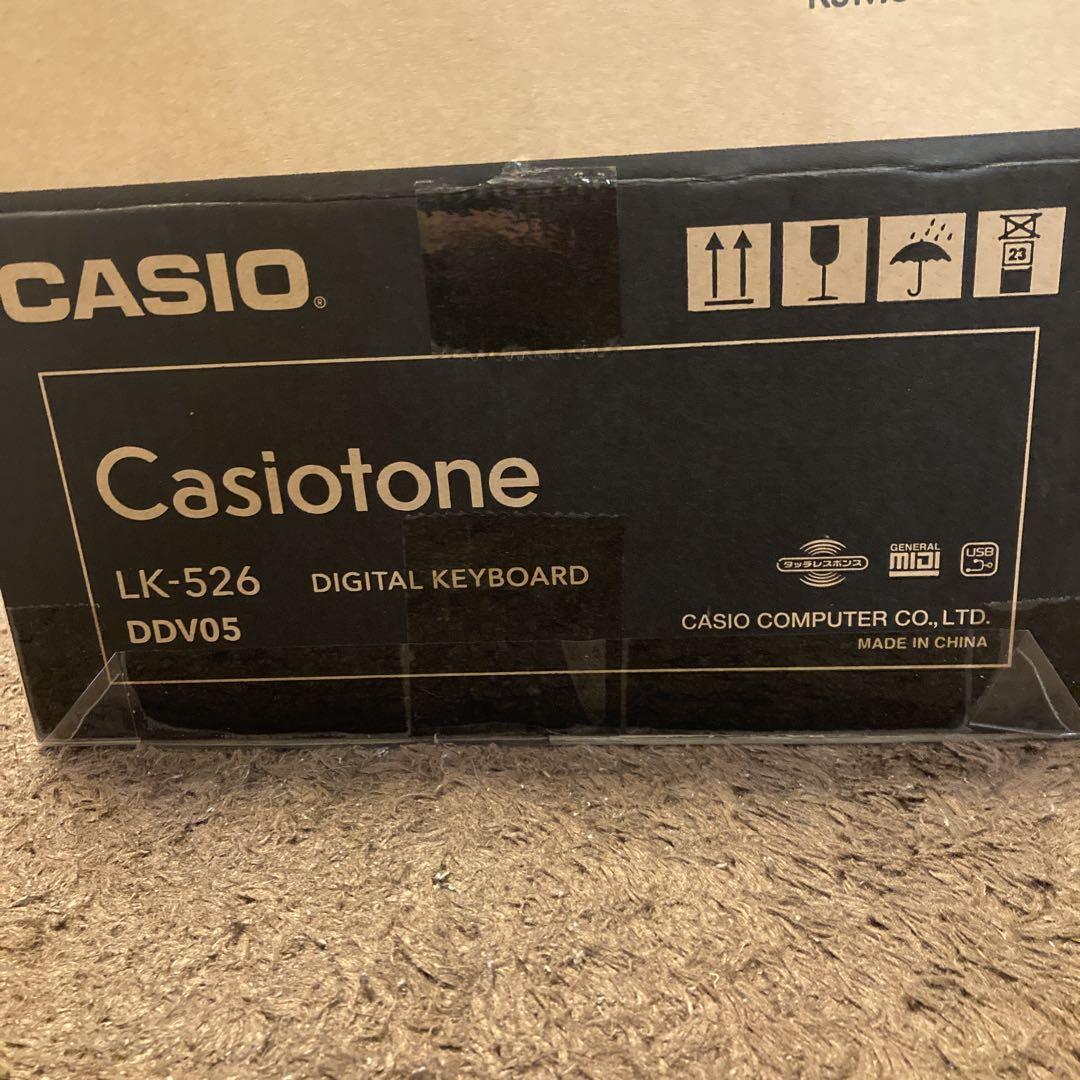 CASIO®
23
Casiotone
LK-526 DIGITAL KEYBOARD
DDV05
タッチレスポンス
GENERAL
MIDI
USB
CASIO COMPUTER CO., LTD.
MADE IN CHINA